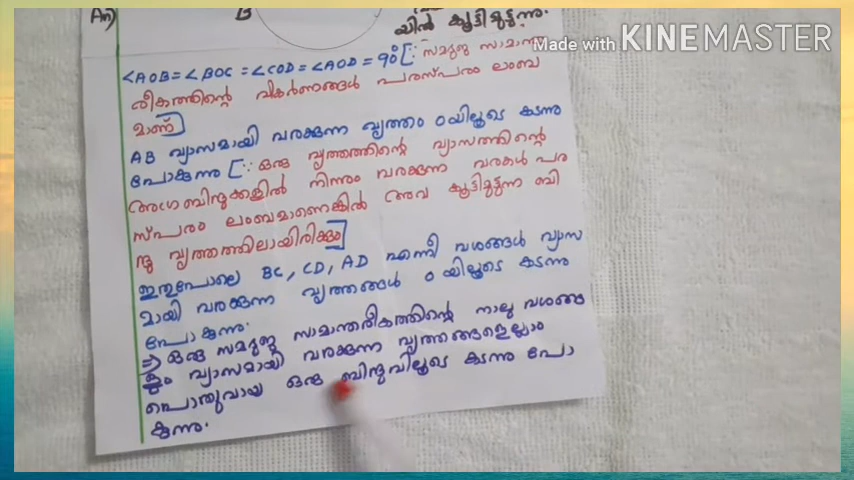 An) B
യിൽ കൂട്ടിമുട്ടുന്നു.
Made with KINEMASTER
∠AOB = ∠BOC = ∠COD = ∠AOD = 90° [∵ സമഭുജ സാമാന്ത
രീകത്തിന്റെ വികർണങ്ങൾ പരസ്പരം ലംബ
മാണ്]
AB വ്യാസമായി വരക്കുന്ന വൃത്തം O യിലൂടെ കടന്നു
പോകുന്നു [∵ ഒരു വൃത്തത്തിന്റെ വ്യാസത്തിന്റെ
അഗ്രബിന്ദുക്കളിൽ നിന്നും വരക്കുന്ന വരകൾ പര
സ്പരം ലംബമാണെങ്കിൽ അവ കൂട്ടിമുട്ടുന്ന ബി
ന്ദു വൃത്തത്തിലായിരിക്കും]
ഇതുപോലെ BC, CD, AD എന്നീ വശങ്ങൾ വ്യാസ
മായി വരക്കുന്ന വൃത്തങ്ങൾ O യിലൂടെ കടന്നു
പോകുന്നു.
⇒ ഒരു സമഭുജ സാമാന്തരീകത്തിന്റെ നാലു വശങ്ങ
ളും വ്യാസമായി വരക്കുന്ന വൃത്തങ്ങളെല്ലാം
പൊതുവായ ഒരു ബിന്ദുവിലൂടെ കടന്നു പോ
കുന്നു.